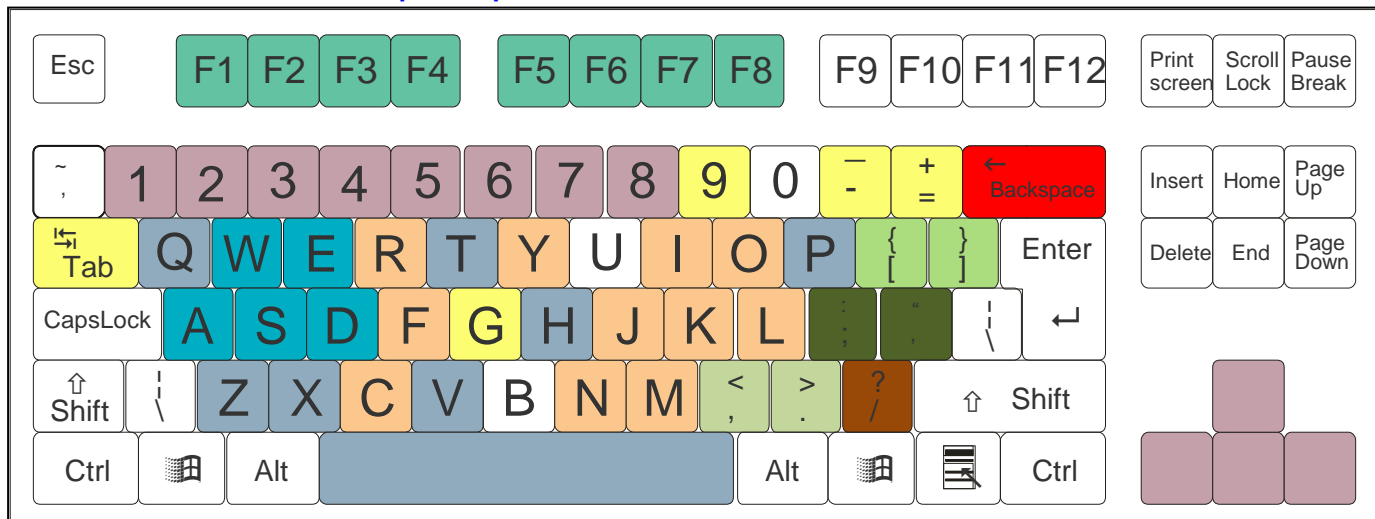 Esc F1 F2 F3 F4 F5 F6 F7 F8 F9 F10 F11 F12 Print screen Scroll Lock Pause Break
~ , 1 2 3 4 5 6 7 8 9 0 — - + = ← Backspace Insert Home Page Up
Tab Q W E R T Y U I O P { [ } ] Enter Delete End Page Down
CapsLock A S D F G H J K L : ; “ , ¦ \ ↵
⇧ Shift ¦ \ Z X C V B N M < , > . ? / ⇧ Shift
Ctrl Alt Alt Ctrl